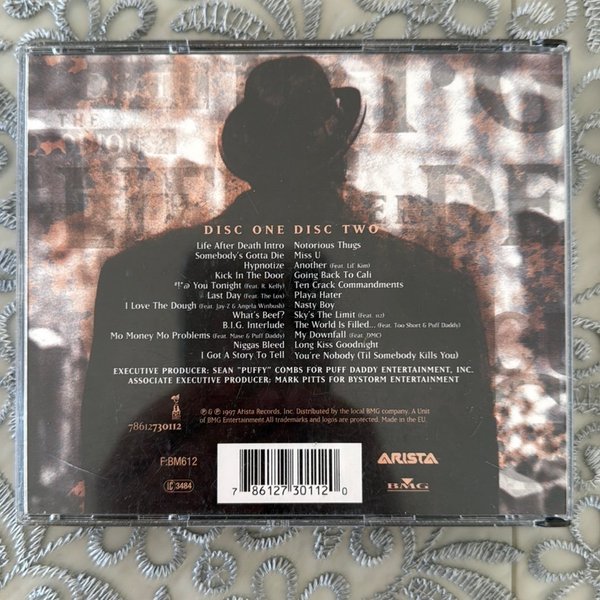 THE
DISC ONE DISC TWO
Life After Death Intro Notorious Thugs
Somebody's Gotta Die Miss U
Hypnotize Another (Feat. Lil' Kim)
Kick In The Door Going Back To Cali
*!*@ You Tonight (Feat. R. Kelly) Ten Crack Commandments
Last Day (Feat. The Lox) Playa Hater
I Love The Dough (Feat. Jay-Z & Angela Winbush) Nasty Boy
What's Beef? Sky's The Limit (Feat. 112)
B.I.G. Interlude The World Is Filled... (Feat. Too Short & Puff Daddy)
Mo Money Mo Problems (Feat. Mase & Puff Daddy) My Downfall (Feat. DMC)
Niggas Bleed Long Kiss Goodnight
I Got A Story To Tell You're Nobody (Til Somebody Kills You)
EXECUTIVE PRODUCER: SEAN "PUFFY" COMBS FOR PUFF DADDY ENTERTAINMENT, INC.
ASSOCIATE EXECUTIVE PRODUCER: MARK PITTS FOR BYSTORM ENTERTAINMENT
℗ & © 1997 Arista Records, Inc. Distributed by the local BMG company. A Unit
of BMG Entertainment All trademarks and logos are protected. Made in the EU.
78612730112
F:BM612
LC 3484
7 86127 30112 0
ARISTA
BMG